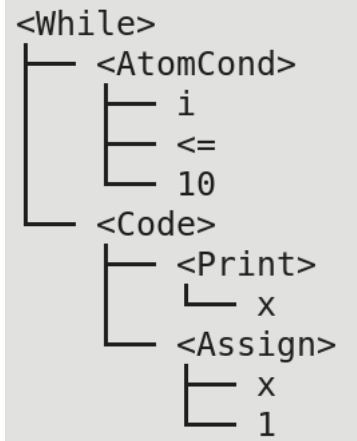 <While>
<AtomCond>
i
<=
10
<Code>
<Print>
x
<Assign>
x
1